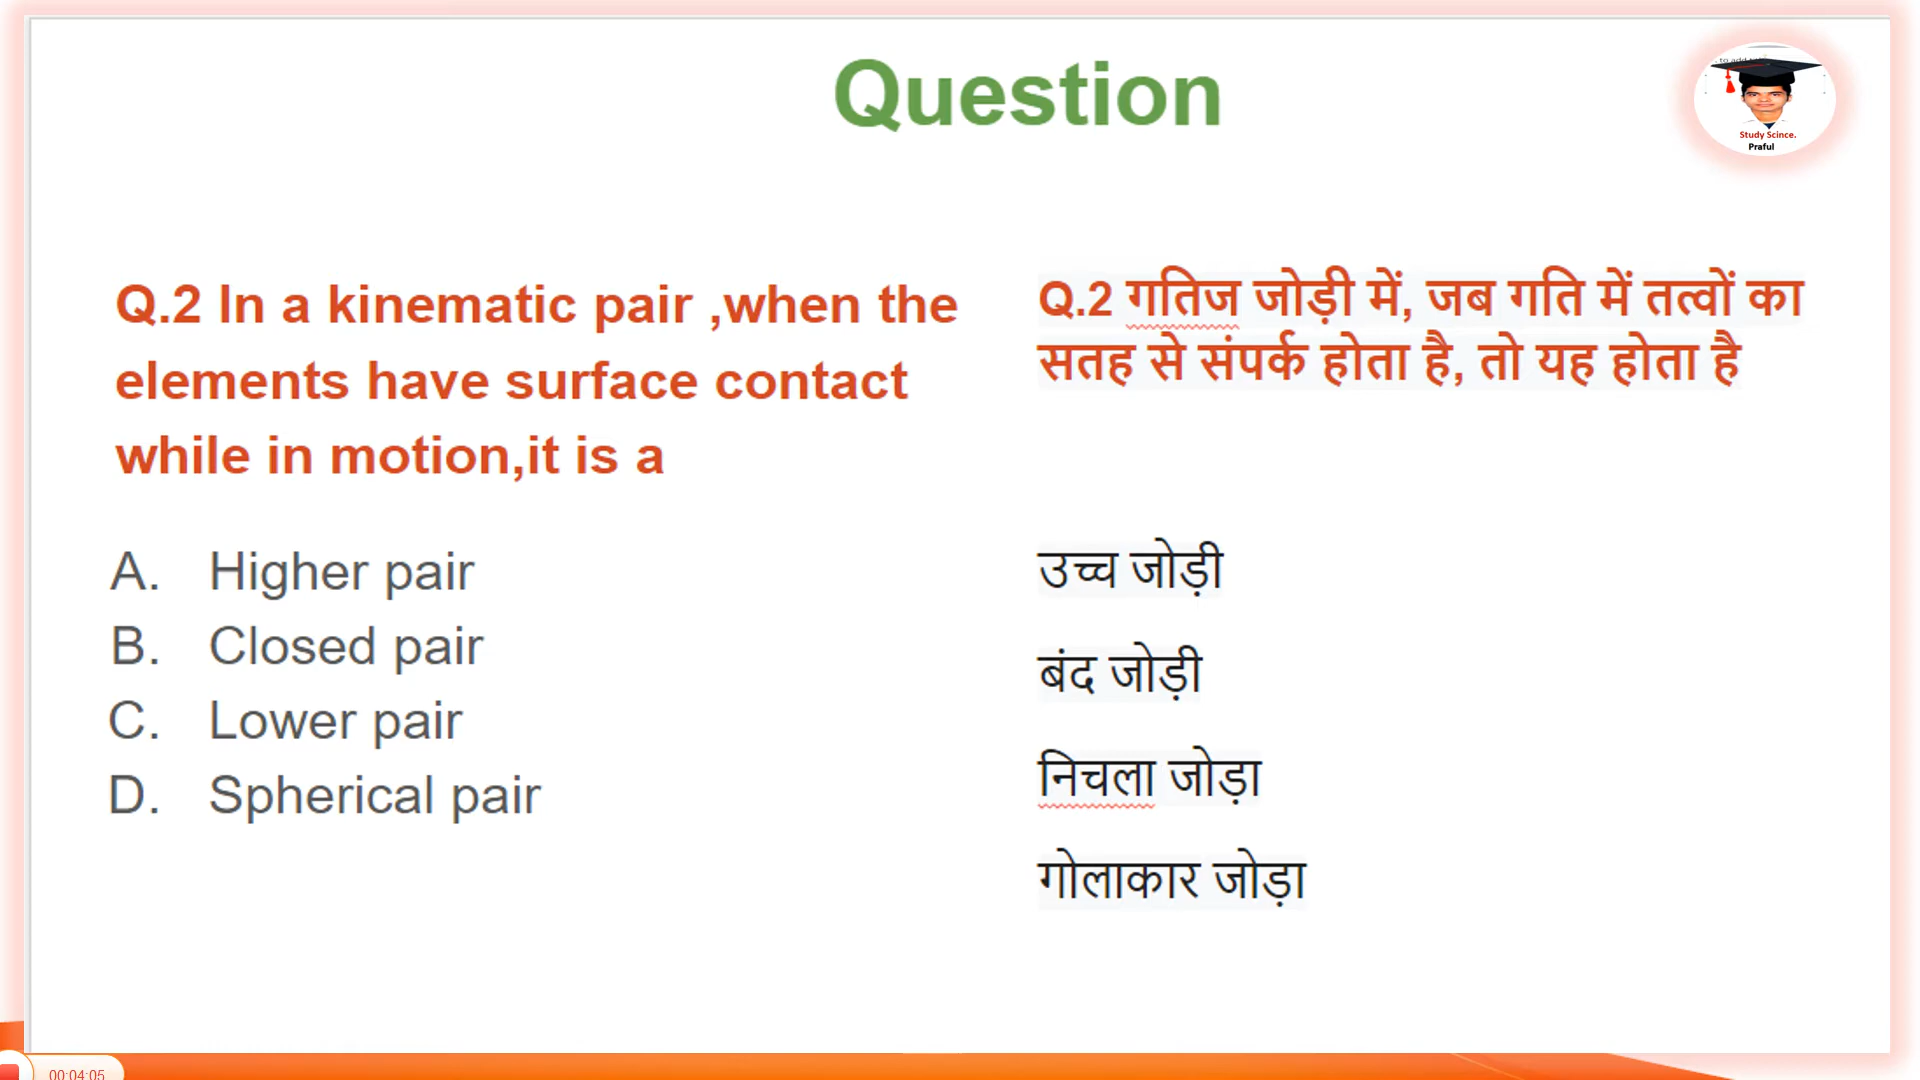 Question
to add
Study Scince.
Praful
Q.2 In a kinematic pair ,when the
elements have surface contact
while in motion,it is a
A. Higher pair
B. Closed pair
C. Lower pair
D. Spherical pair
Q.2 गतिज जोड़ी में, जब गति में तत्वों का
सतह से संपर्क होता है, तो यह होता है
उच्च जोड़ी
बंद जोड़ी
निचला जोड़ा
गोलाकार जोड़ा
00:04:05